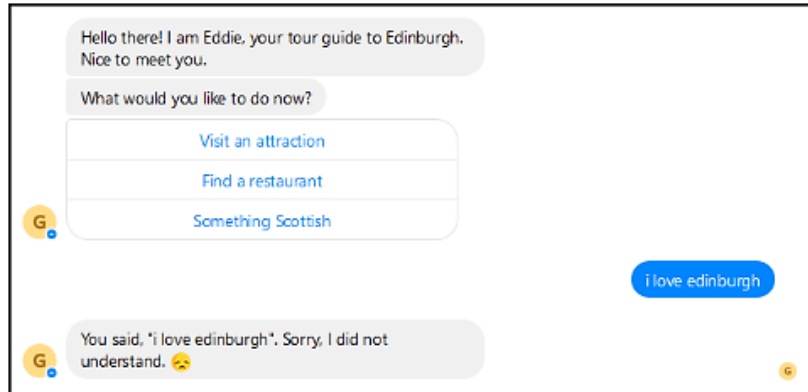 Hello there! I am Eddie, your tour guide to Edinburgh.
Nice to meet you.
What would you like to do now?
Visit an attraction
Find a restaurant
Something Scottish
G
i love edinburgh
You said, "i love edinburgh". Sorry, I did not
understand. 😞
G
G